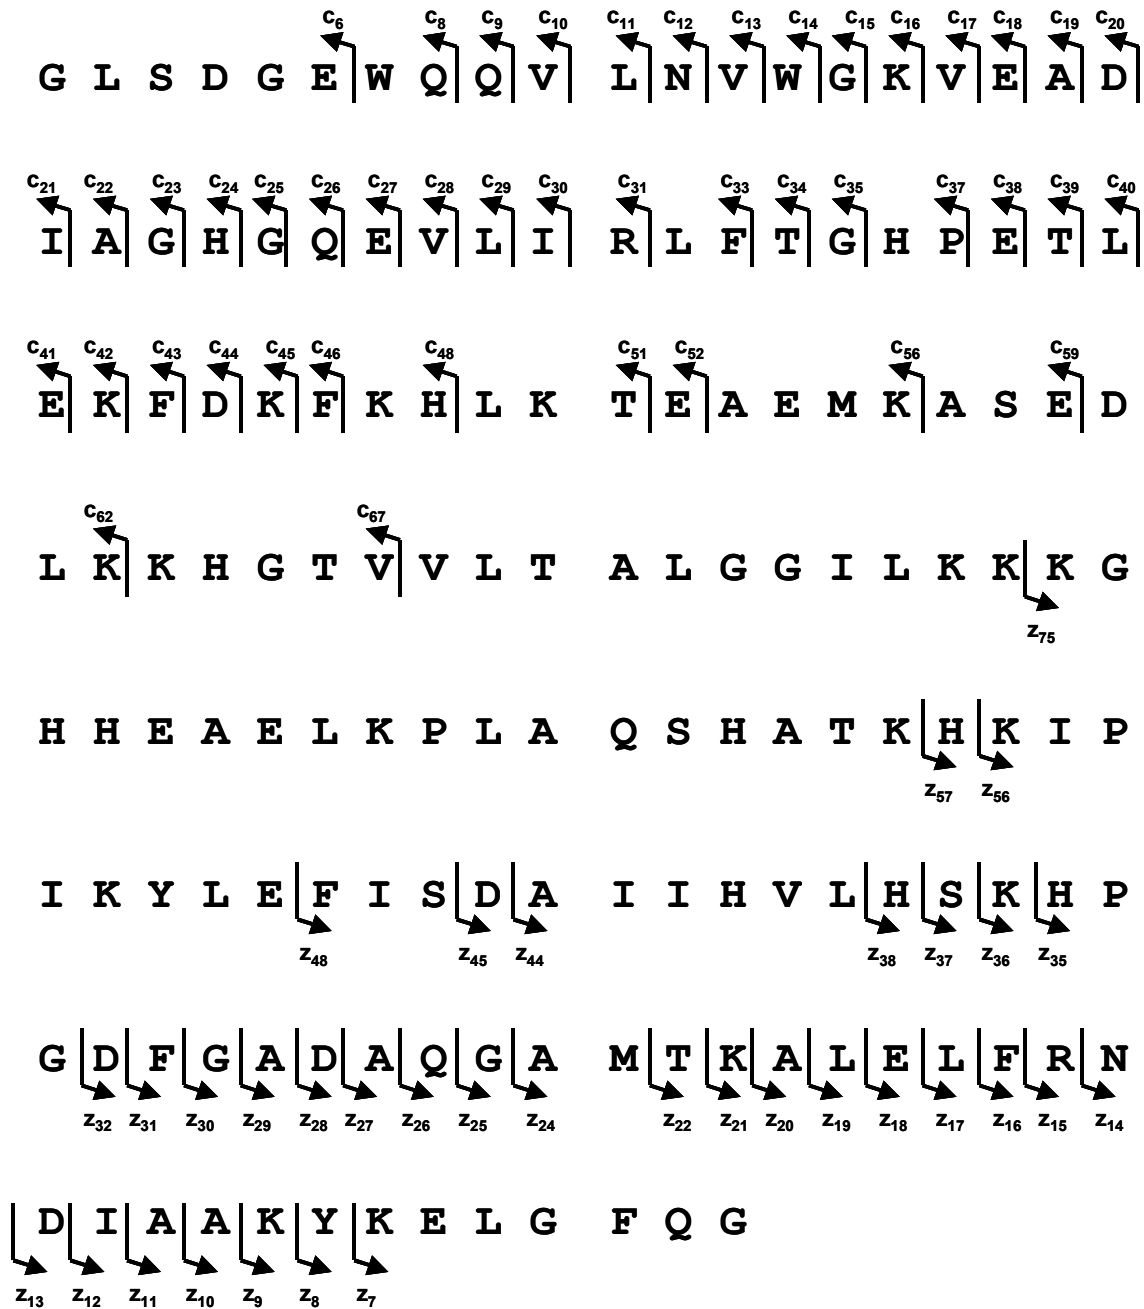 c6 c8 c9 c10 c11 c12 c13 c14 c15 c16 c17 c18 c19 c20
G L S D G E W Q Q V L N V W G K V E A D
c21 c22 c23 c24 c25 c26 c27 c28 c29 c30 c31 c33 c34 c35 c37 c38 c39 c40
I A G H G Q E V L I R L F T G H P E T L
c41 c42 c43 c44 c45 c46 c48 c51 c52 c56 c59
E K F D K F K H L K T E A E M K A S E D
c62 c67
L K K H G T V V L T A L G G I L K K K G
z75
H H E A E L K P L A Q S H A T K H K I P
z57 z56
I K Y L E F I S D A I I H V L H S K H P
z48 z45 z44 z38 z37 z36 z35
G D F G A D A Q G A M T K A L E L F R N
z32 z31 z30 z29 z28 z27 z26 z25 z24 z22 z21 z20 z19 z18 z17 z16 z15 z14
D I A A K Y K E L G F Q G
z13 z12 z11 z10 z9 z8 z7